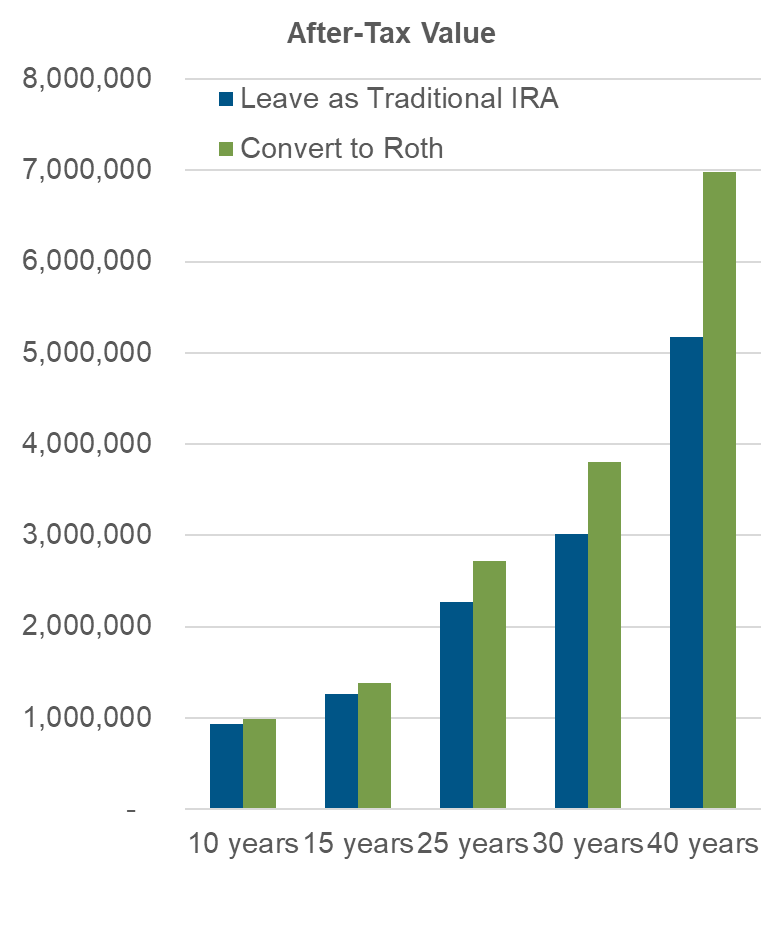 After-Tax Value
8,000,000
Leave as Traditional IRA
Convert to Roth
7,000,000
6,000,000
5,000,000
4,000,000
3,000,000
2,000,000
1,000,000
-
10 years 15 years 25 years 30 years 40 years